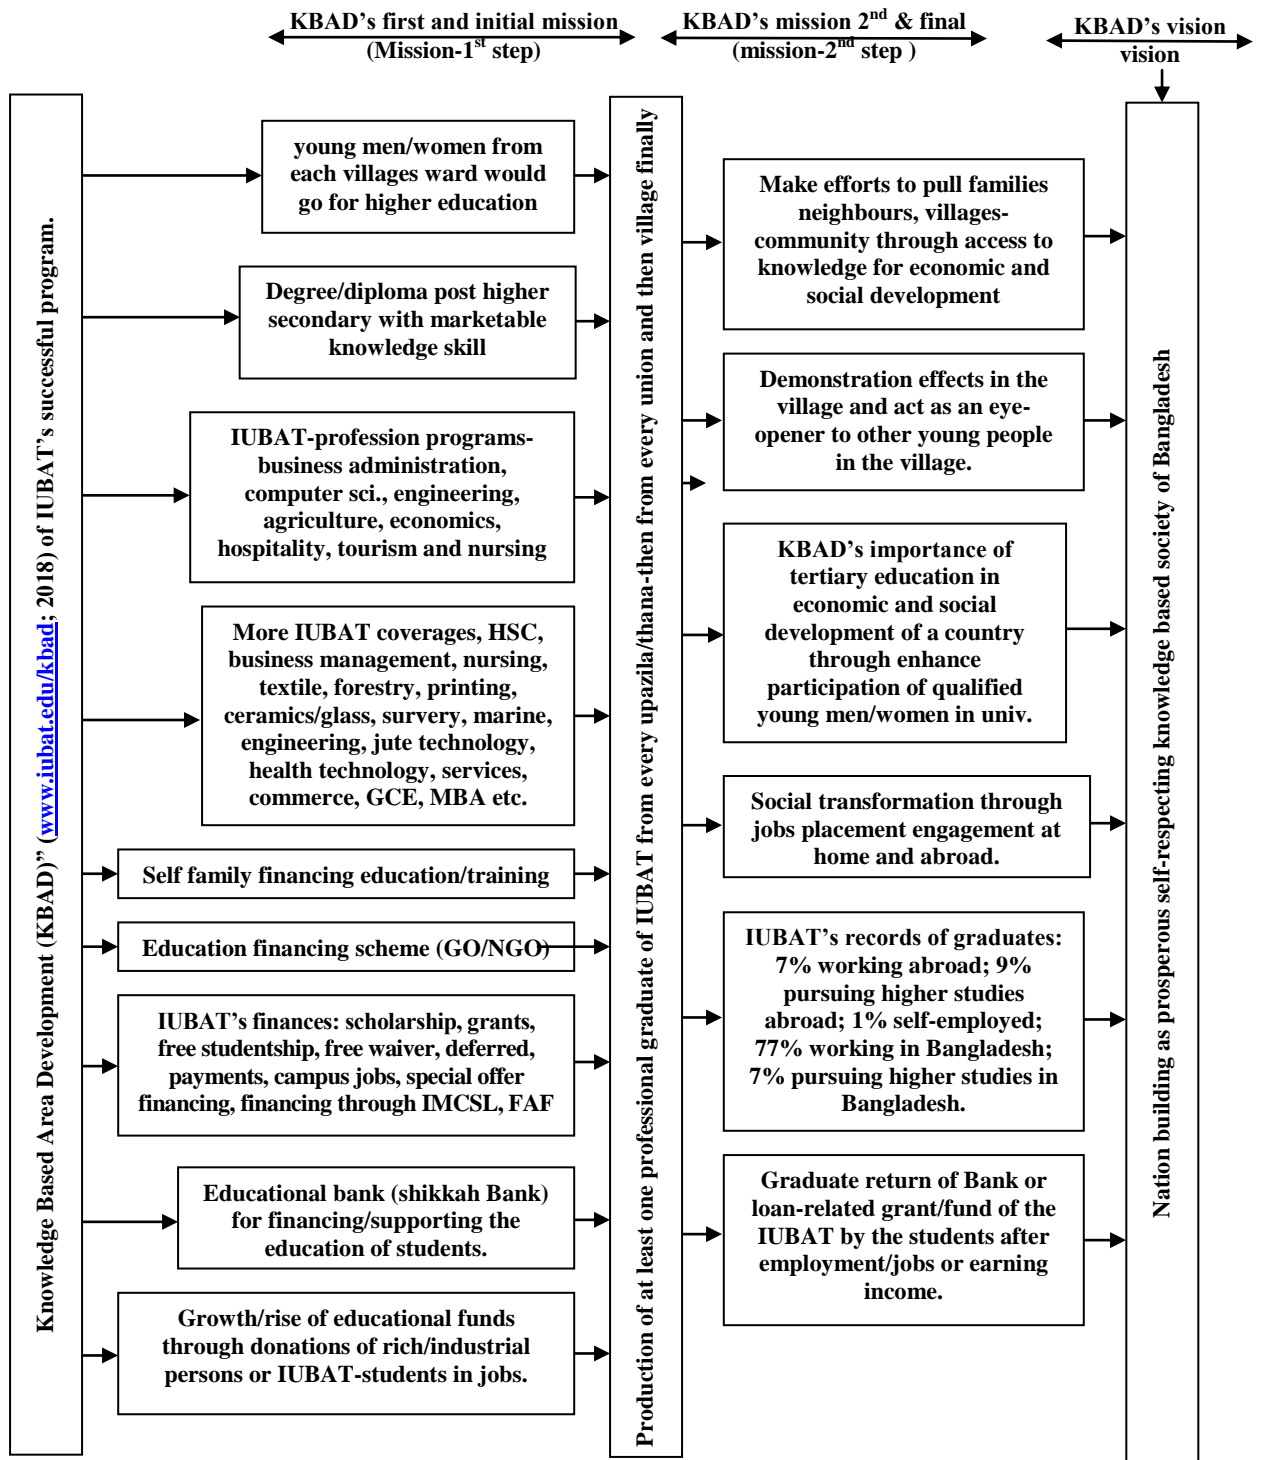 KBAD's first and initial mission
(Mission-1st step)
KBAD's mission 2nd & final
(mission-2nd step )
KBAD's vision
vision
Knowledge Based Area Development (KBAD)” (www.iubat.edu/kbad; 2018) of IUBAT's successful program.
young men/women from
each villages ward would
go for higher education
Degree/diploma post higher
secondary with marketable
knowledge skill
IUBAT-profession programs-
business administration,
computer sci., engineering,
agriculture, economics,
hospitality, tourism and nursing
More IUBAT coverages, HSC,
business management, nursing,
textile, forestry, printing,
ceramics/glass, survery, marine,
engineering, jute technology,
health technology, services,
commerce, GCE, MBA etc.
Self family financing education/training
Education financing scheme (GO/NGO)
IUBAT's finances: scholarship, grants,
free studentship, free waiver, deferred,
payments, campus jobs, special offer
financing, financing through IMCSL, FAF
Educational bank (shikkah Bank)
for financing/supporting the
education of students.
Growth/rise of educational funds
through donations of rich/industrial
persons or IUBAT-students in jobs.
Production of at least one professional graduate of IUBAT from every upazila/thana-then from every union and then village finally
Make efforts to pull families
neighbours, villages-
community through access to
knowledge for economic and
social development
Demonstration effects in the
village and act as an eye-
opener to other young people
in the village.
KBAD's importance of
tertiary education in
economic and social
development of a country
through enhance
participation of qualified
young men/women in univ.
Social transformation through
jobs placement engagement at
home and abroad.
IUBAT's records of graduates:
7% working abroad; 9%
pursuing higher studies
abroad; 1% self-employed;
77% working in Bangladesh;
7% pursuing higher studies in
Bangladesh.
Graduate return of Bank or
loan-related grant/fund of the
IUBAT by the students after
employment/jobs or earning
income.
Nation building as prosperous self-respecting knowledge based society of Bangladesh